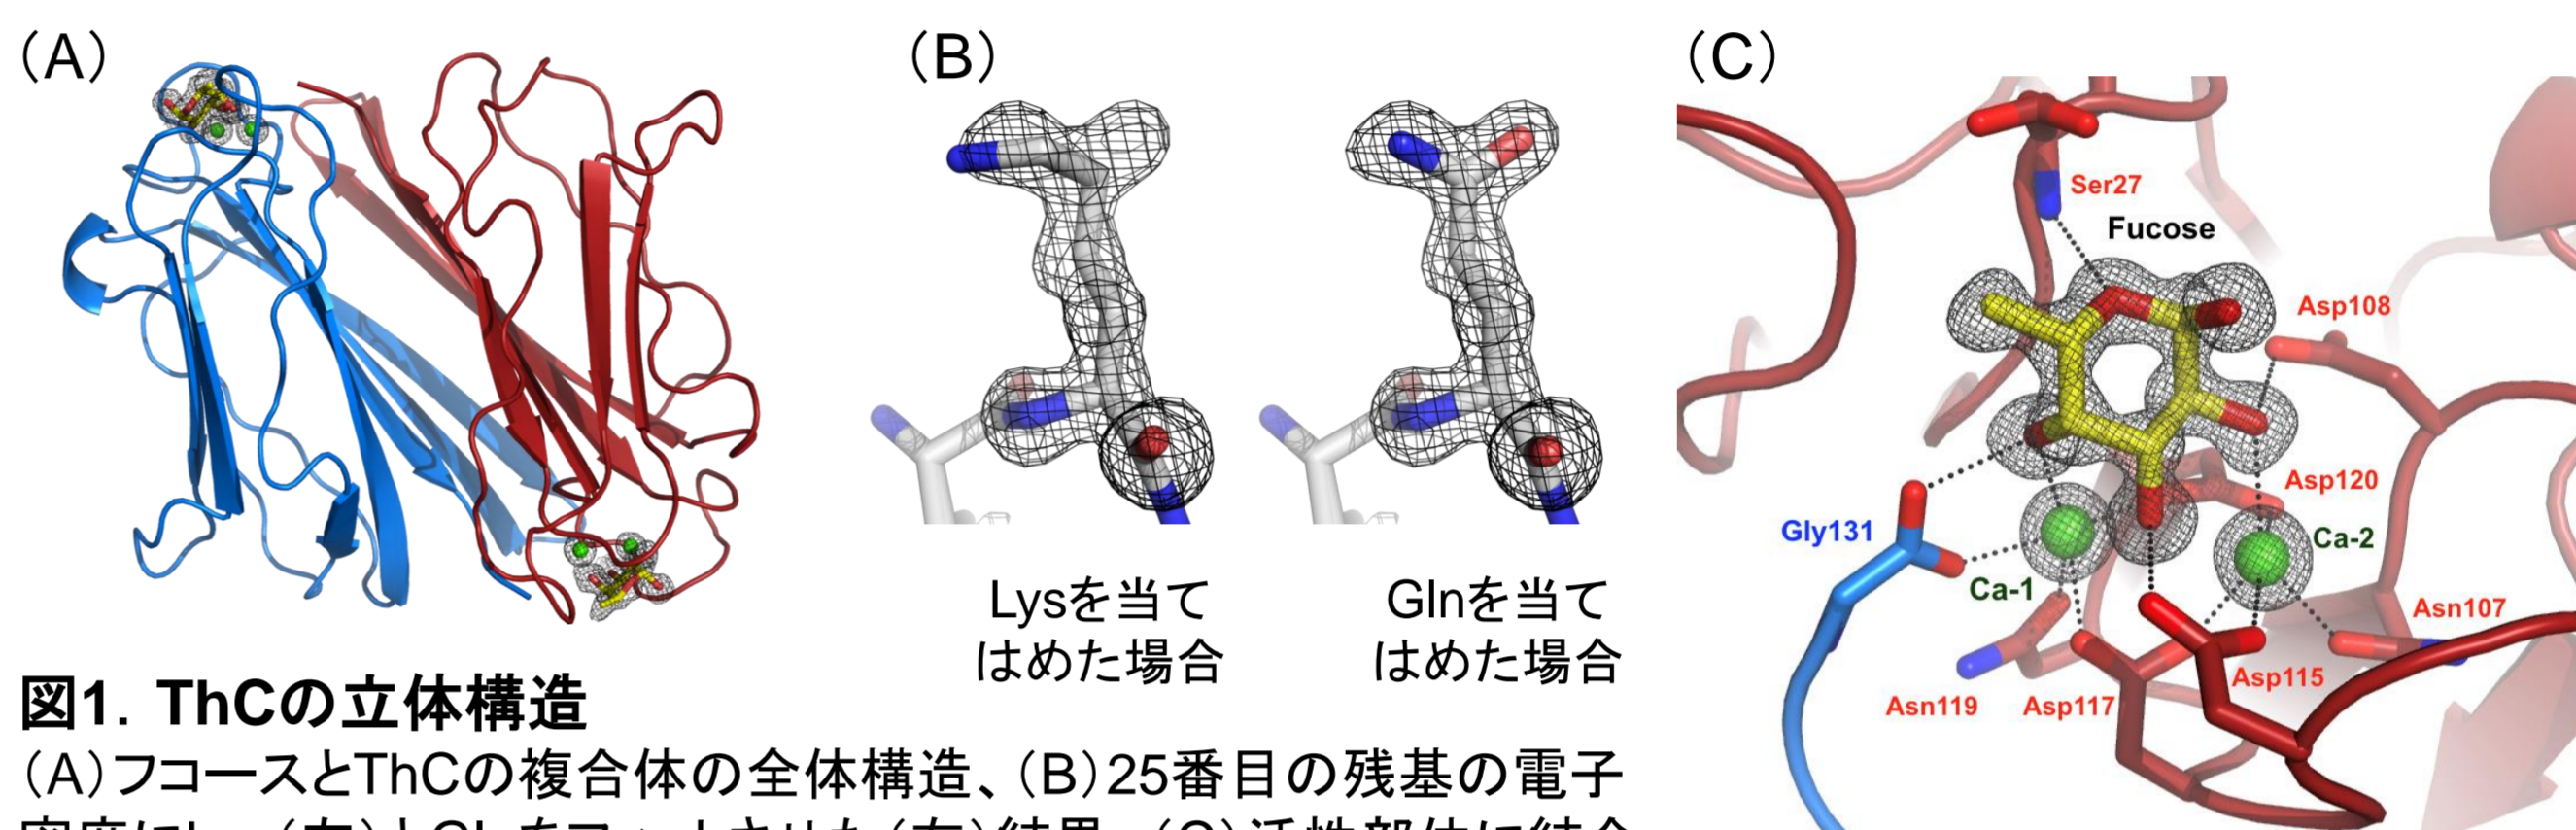 (A)
(B)
(C)
Ser27
Fucose
Asp108
Asp120
Gly131
Ca-2
Ca-1
Asn107
Asp115
Asn119
Asp117
Lysを当て
はめた場合
Glnを当て
はめた場合
図1. ThCの立体構造
(A)フコースとThCの複合体の全体構造、(B)25番目の残基の電子